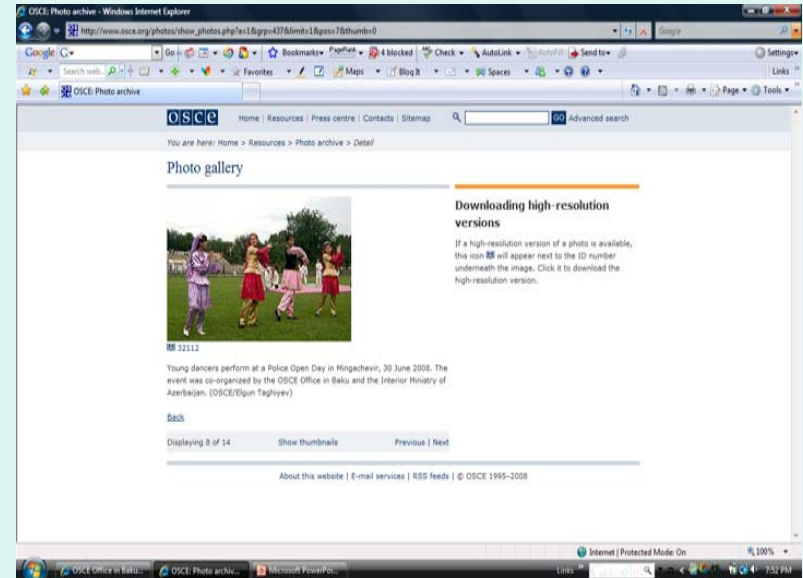 OSCE: Photo archive - Windows Internet Explorer
http://www.osce.org/photos/show_photos.php?a=1&grp=437&limit=1&pos=7&thumb=0
Google
Google G Go Bookmarks PageRank 4 blocked Check AutoLink AutoFill Send to Settings
Search web... Favorites Maps Blog It Spaces Links
OSCE: Photo archive Page Tools
osce Home | Resources | Press centre | Contacts | Sitemap GO Advanced search
You are here: Home > Resources > Photo archive > Detail
Photo gallery
Downloading high-resolution
versions
If a high-resolution version of a photo is available,
this icon will appear next to the ID number
underneath the image. Click it to download the
high-resolution version.
32112
Young dancers perform at a Police Open Day in Mingachevir, 30 June 2008. The
event was co-organized by the OSCE Office in Baku and the Interior Ministry of
Azerbaijan. (OSCE/Elgun Taghiyev)
Back
Displaying 8 of 14 Show thumbnails Previous | Next
About this website | E-mail services | RSS feeds | © OSCE 1995-2008
Internet | Protected Mode: On 100%
OSCE Office in Baku... OSCE: Photo archiv... Microsoft PowerPoi... Links 7:52 PM